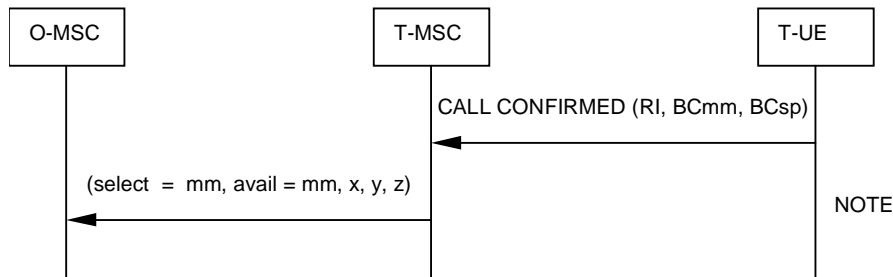 O-MSC
T-MSC
T-UE
CALL CONFIRMED (RI, BCmm, BCsp)
(select = mm, avail = mm, x, y, z)
NOTE